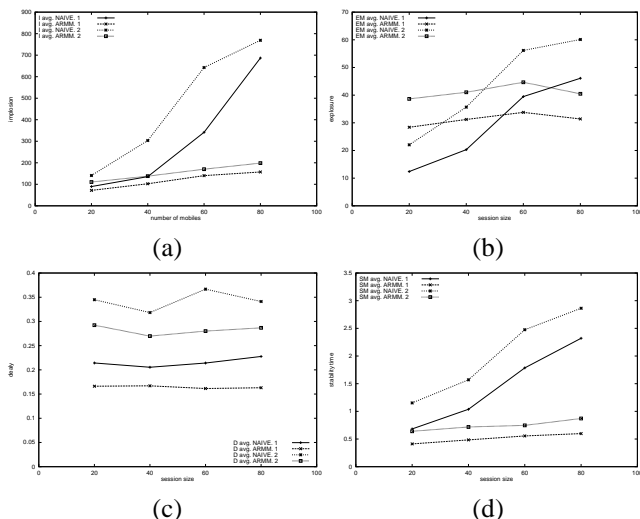 I avg. NAIVE. 1
I avg. ARMM. 1
I avg. NAIVE. 2
I avg. ARMM. 2
900
800
700
600
500
400
300
200
100
0
implosion
0 20 40 60 80 100
number of mobiles
(a)
EM avg. NAIVE. 1
EM avg. ARMM. 1
EM avg. NAIVE. 2
EM avg. ARMM. 2
80
70
60
50
40
30
20
10
0
explosure
0 20 40 60 80 100
session size
(b)
0.4
0.35
0.3
0.25
0.2
0.15
0.1
0.05
0
dealy
D avg. NAIVE. 1
D avg. ARMM. 1
D avg. NAIVE. 2
D avg. ARMM. 2
0 20 40 60 80 100
session size
(c)
SM avg. NAIVE. 1
SM avg. ARMM. 1
SM avg. NAIVE. 2
SM avg. ARMM. 2
3.5
3
2.5
2
1.5
1
0.5
0
stability time
0 20 40 60 80 100
session size
(d)